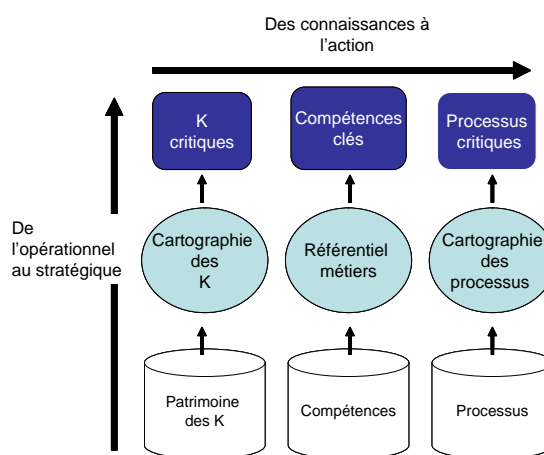 Des connaissances à
l'action
K
critiques
Compétences
clés
Processus
critiques
De
l'opérationnel
au stratégique
Cartographie
des
K
Référentiel
métiers
Cartographie
des
processus
Patrimoine
des K
Compétences
Processus